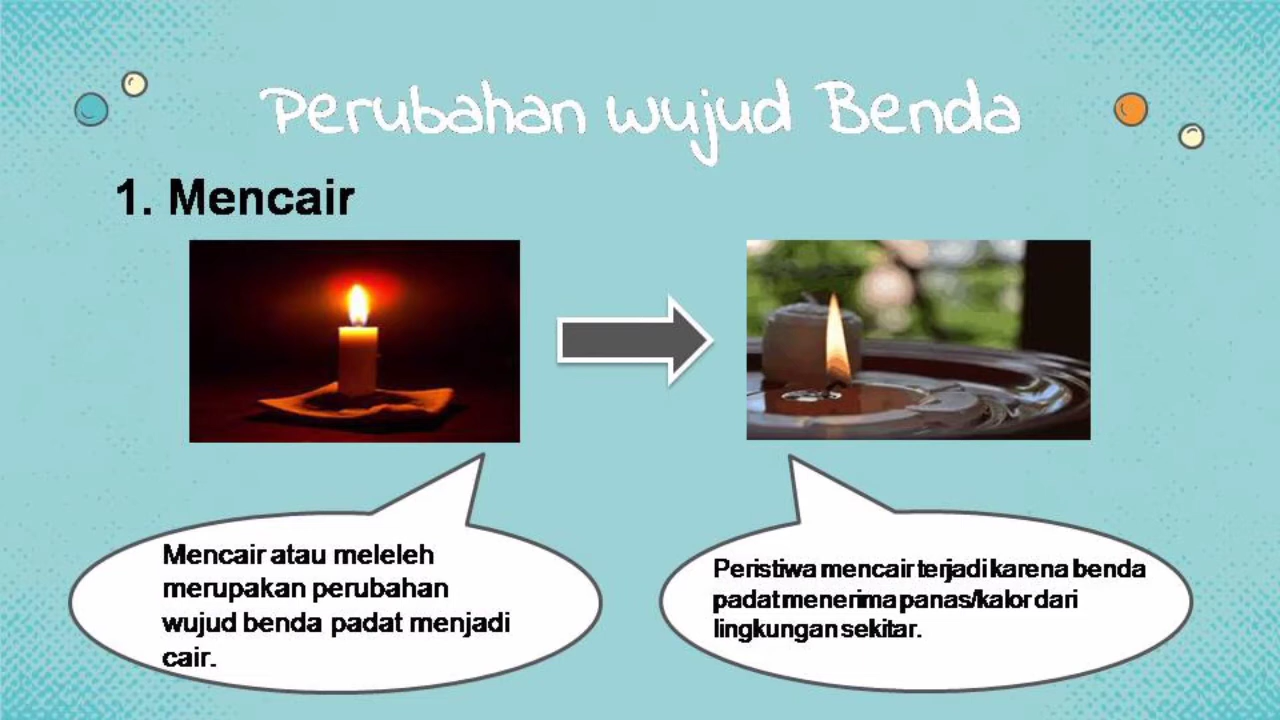 Perubahan wujud Benda
1. Mencair
Mencair atau meleleh
merupakan perubahan
wujud benda padat menjadi
cair.
Peristiwa mencair terjadi karena benda
padat menerima panas/kalor dari
lingkungan sekitar.